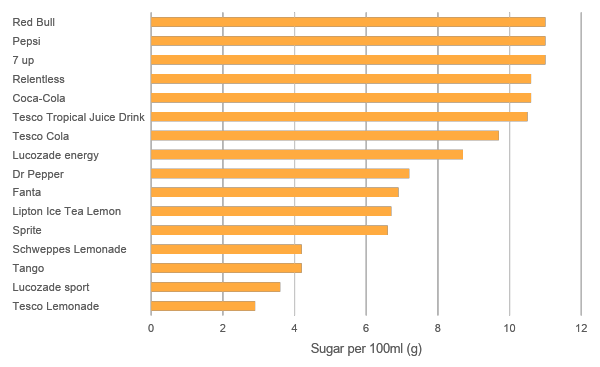 Red Bull
Pepsi
7 up
Relentless
Coca-Cola
Tesco Tropical Juice Drink
Tesco Cola
Lucozade energy
Dr Pepper
Fanta
Lipton Ice Tea Lemon
Sprite
Schweppes Lemonade
Tango
Lucozade sport
Tesco Lemonade
0 2 4 6 8 10 12
Sugar per 100ml (g)